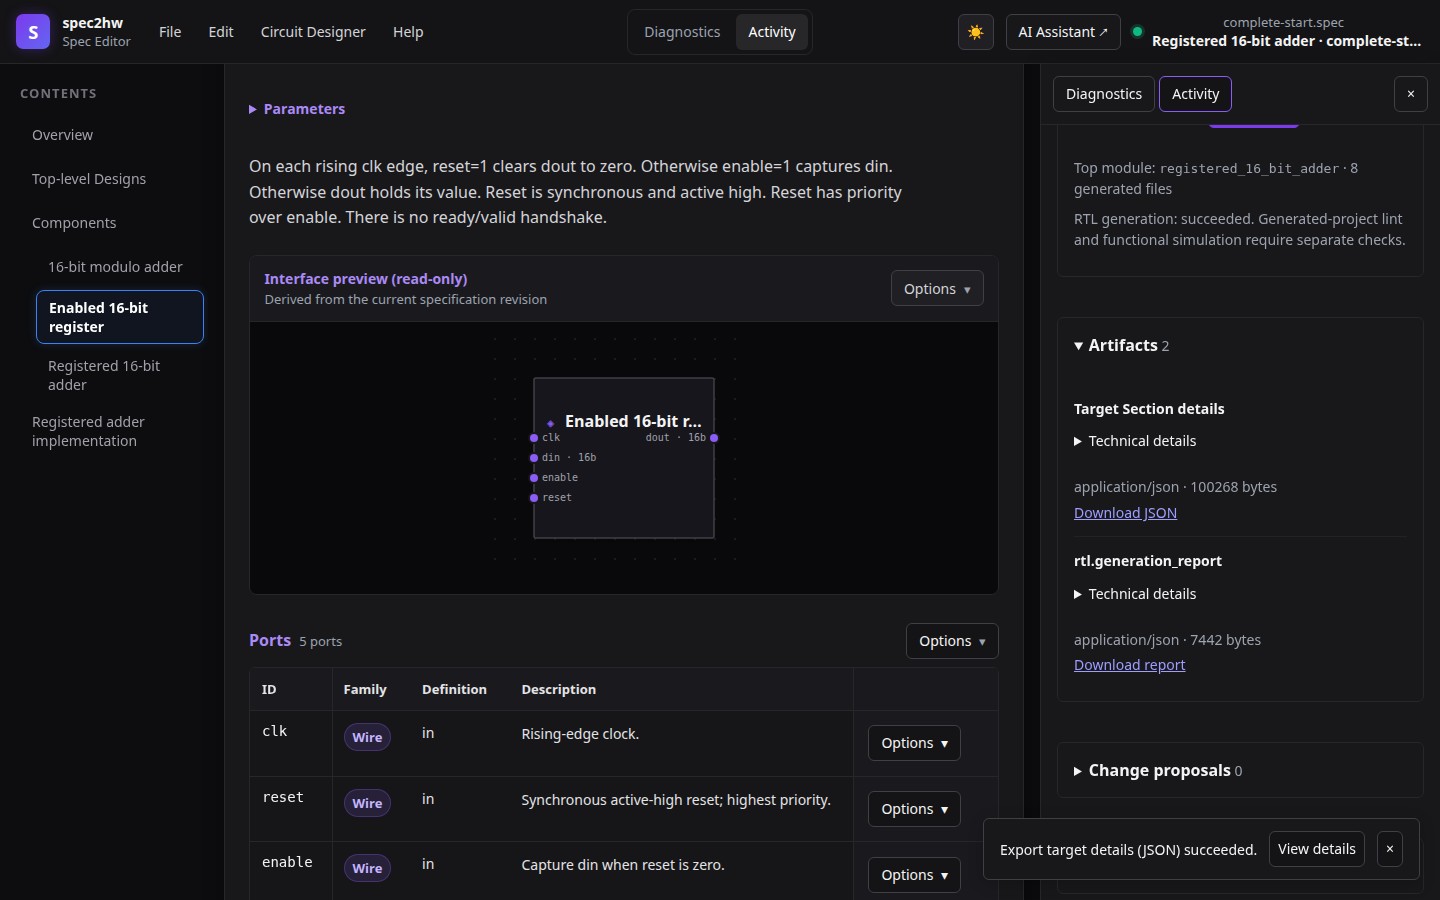 S
spec2hw
Spec Editor
File
Edit
Circuit Designer
Help
Diagnostics
Activity
☀️
AI Assistant ↗
complete-start.spec
Registered 16-bit adder · complete-st...
CONTENTS
Overview
Top-level Designs
Components
16-bit modulo adder
Enabled 16-bit
register
Registered 16-bit
adder
Registered adder
implementation
▶ Parameters
On each rising clk edge, reset=1 clears dout to zero. Otherwise enable=1 captures din.
Otherwise dout holds its value. Reset is synchronous and active high. Reset has priority
over enable. There is no ready/valid handshake.
Interface preview (read-only)
Derived from the current specification revision
Options ▾
◈ Enabled 16-bit r...
clk
dout · 16b
din · 16b
enable
reset
Ports 5 ports
Options ▾
ID
Family
Definition
Description
clk
Wire
in
Rising-edge clock.
Options ▾
reset
Wire
in
Synchronous active-high reset; highest priority.
Options ▾
enable
Wire
in
Capture din when reset is zero.
Options ▾
Diagnostics
Activity
×
Top module: registered_16_bit_adder · 8
generated files
RTL generation: succeeded. Generated-project lint
and functional simulation require separate checks.
▼ Artifacts 2
Target Section details
▶ Technical details
application/json · 100268 bytes
Download JSON
rtl.generation_report
▶ Technical details
application/json · 7442 bytes
Download report
▶ Change proposals 0
Export target details (JSON) succeeded.
View details
×